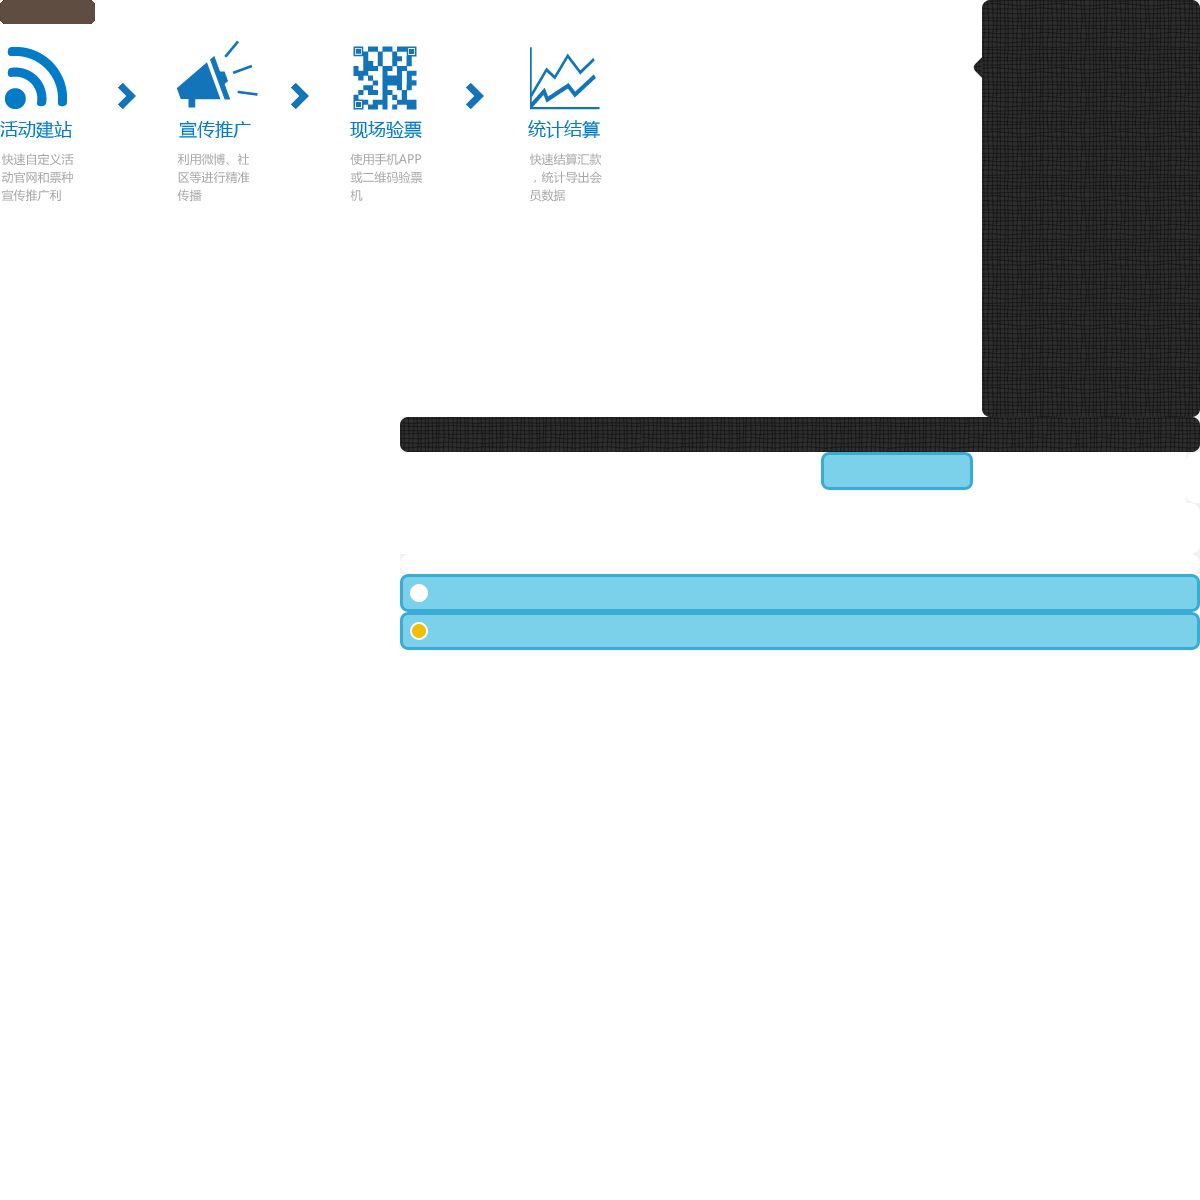 活动建站
快速自定义活
动官网和票种
宣传推广利
宣传推广
利用微博、社
区等进行精准
传播
现场验票
使用手机APP
或二维码验票
机
统计结算
快速结算汇款
，统计导出会
员数据